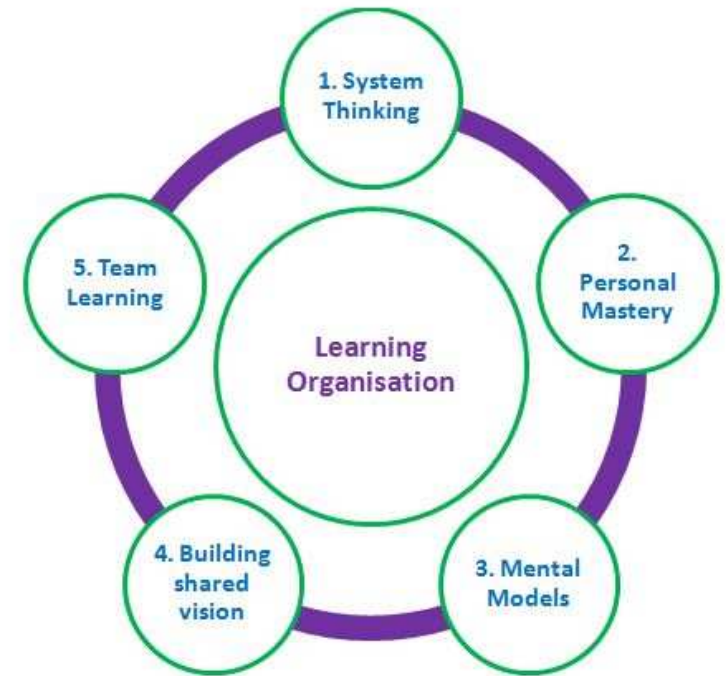 1. System
Thinking
2.
Personal
Mastery
3. Mental
Models
4. Building
shared
vision
5. Team
Learning
Learning
Organisation